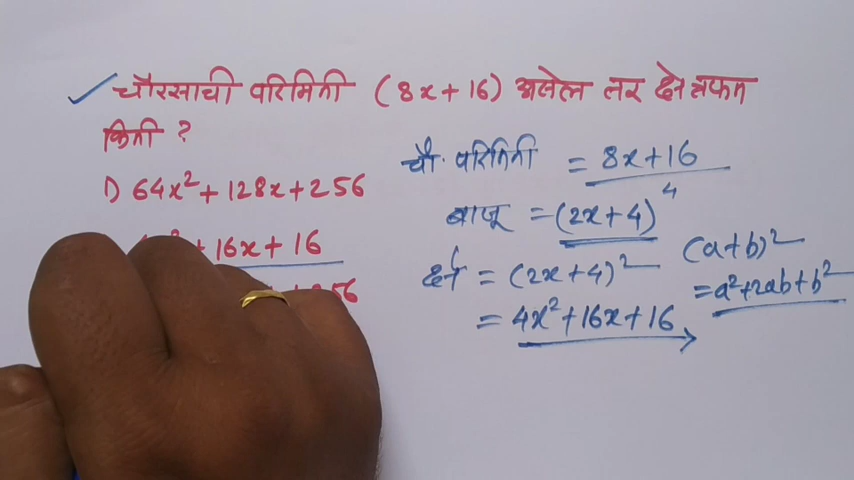 चौरसाची परिमिती (8x+16) असेल तर क्षेत्रफळ
किती ?
1) 64x² + 128x + 256
+ 16x + 16
56
चौ. परिमिती = 8x+16
4
बाजू = (2x+4)
क्षे = (2x+4)²
= 4x² + 16x + 16
(a+b)²
= a²+2ab+b²